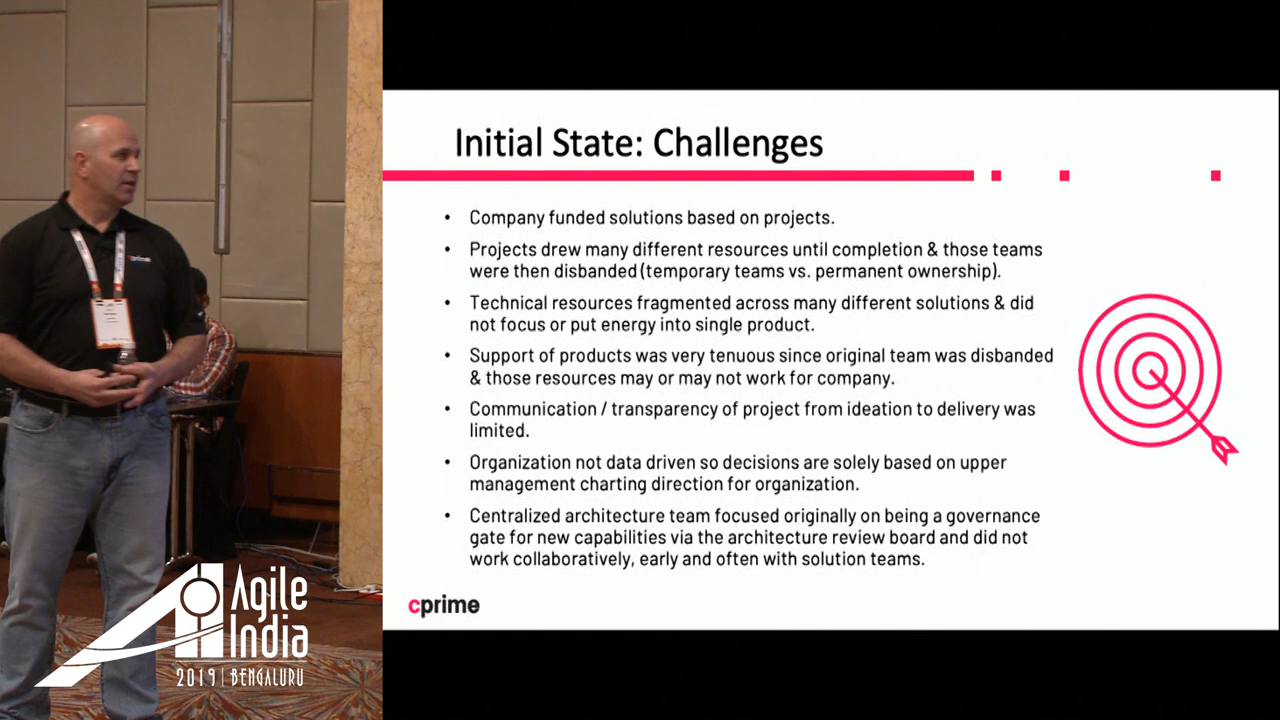 Initial State: Challenges
• Company funded solutions based on projects.
• Projects drew many different resources until completion & those teams
were then disbanded (temporary teams vs. permanent ownership).
• Technical resources fragmented across many different solutions & did
not focus or put energy into single product.
• Support of products was very tenuous since original team was disbanded
& those resources may or may not work for company.
• Communication / transparency of project from ideation to delivery was
limited.
• Organization not data driven so decisions are solely based on upper
management charting direction for organization.
• Centralized architecture team focused originally on being a governance
gate for new capabilities via the architecture review board and did not
work collaboratively, early and often with solution teams.
cprime
cprime
Agile
India
2019 | BENGALURU